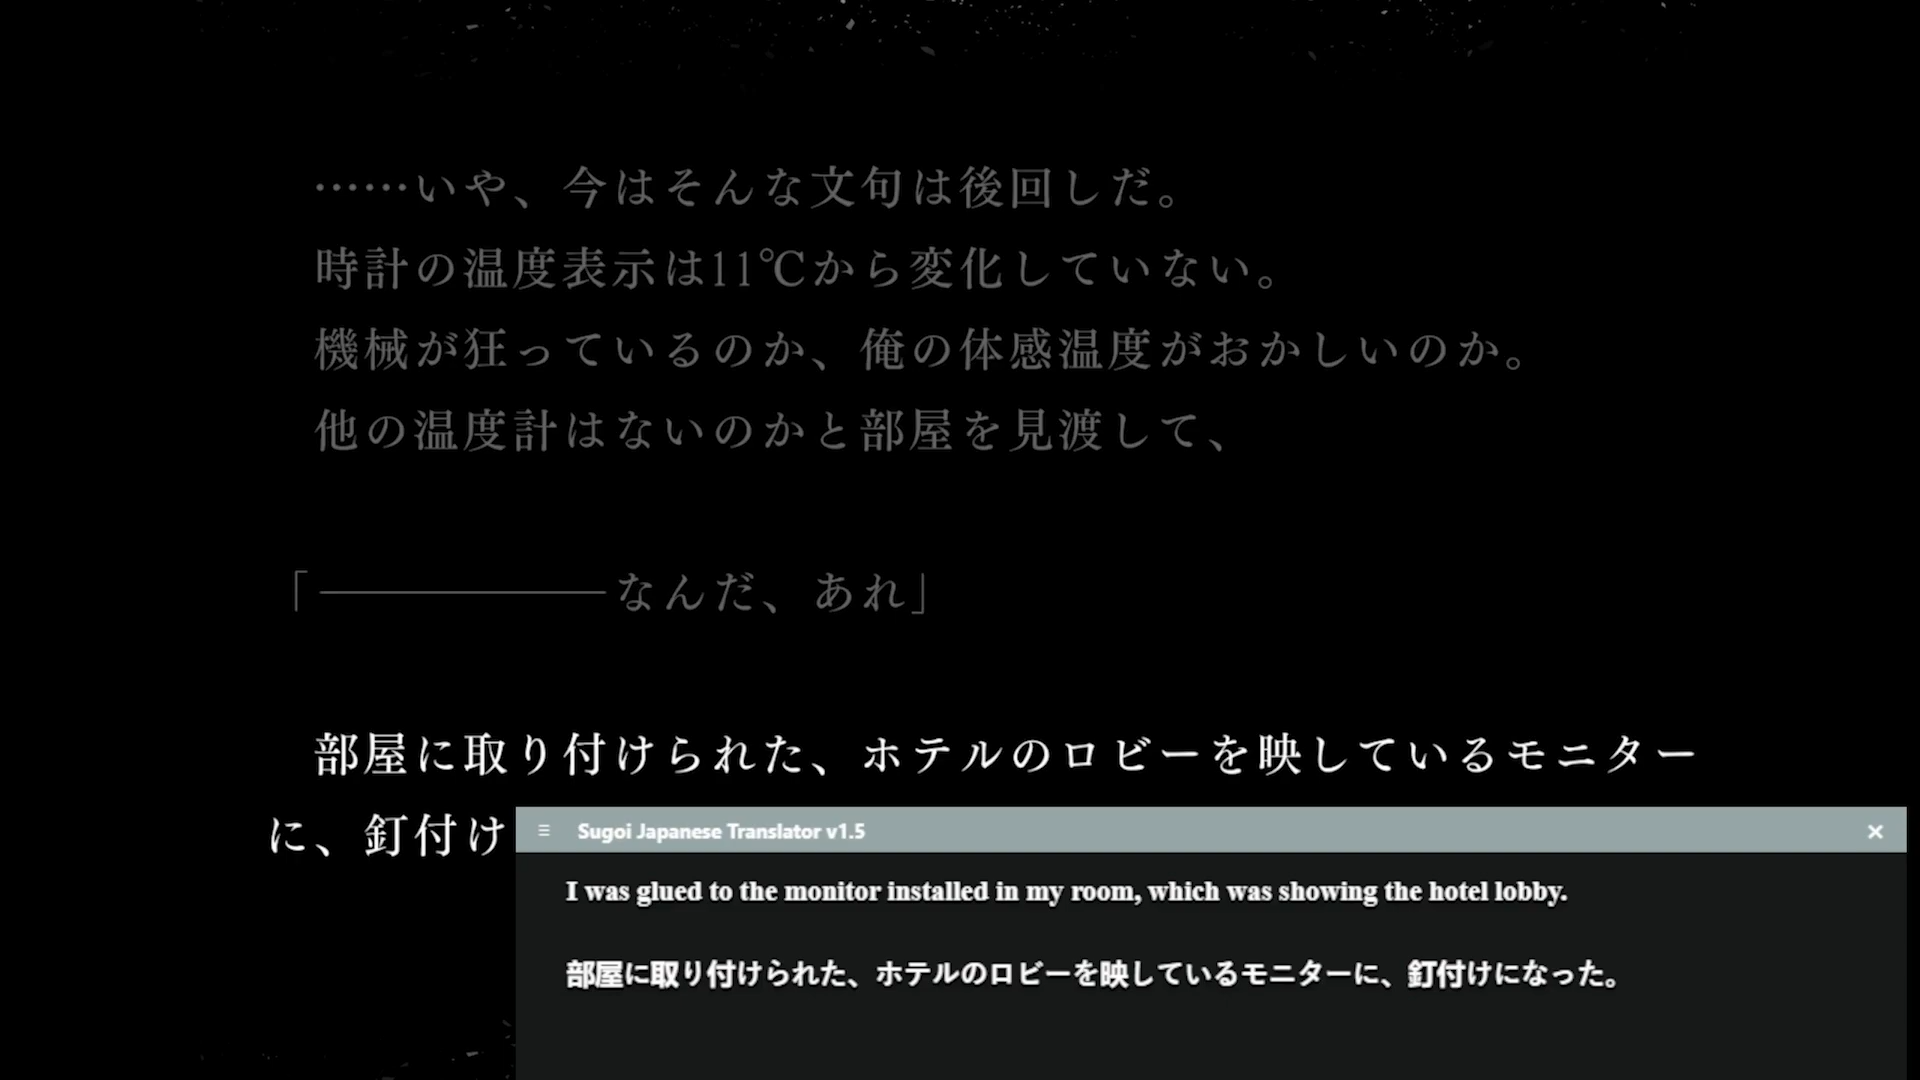 ……いや、今はそんな文句は後回しだ。
時計の温度表示は11℃から変化していない。
機械が狂っているのか、俺の体感温度がおかしいのか。
他の温度計はないのかと部屋を見渡して、
「――――――なんだ、あれ」
部屋に取り付けられた、ホテルのロビーを映しているモニター
に、釘付け
Sugoi Japanese Translator v1.5
I was glued to the monitor installed in my room, which was showing the hotel lobby.
部屋に取り付けられた、ホテルのロビーを映しているモニターに、釘付けになった。